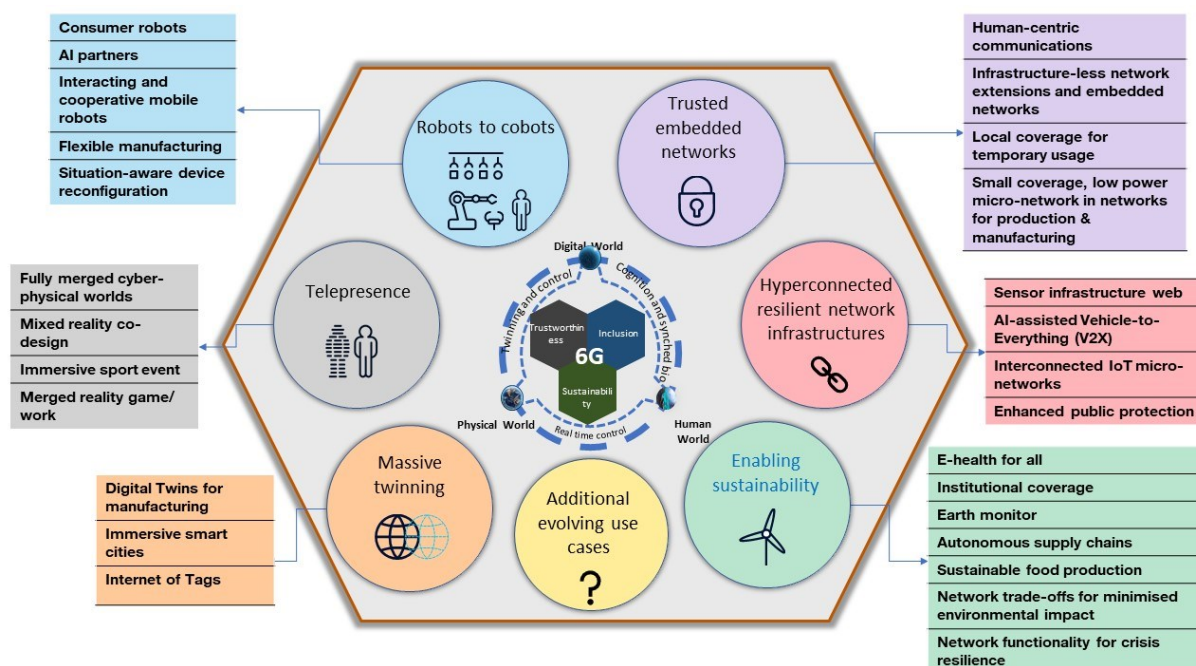 Consumer robots
AI partners
Interacting and
cooperative mobile
robots
Flexible manufacturing
Situation-aware device
reconfiguration
Robots to cobots
Trusted
embedded
networks
Human-centric
communications
Infrastructure-less network
extensions and embedded
networks
Local coverage for
temporary usage
Small coverage, low power
micro-network in networks
for production &
manufacturing
Fully merged cyber-
physical worlds
Mixed reality co-
design
Immersive sport event
Merged reality game/
work
Telepresence
Digital World
Twinning and control
Cognition and synched big
Trustworthin
ess
Inclusion
6G
Sustainabili
ty
Physical World
Real time control
Human
World
Hyperconnected
resilient network
infrastructures
Sensor infrastructure web
AI-assisted Vehicle-to-
Everything (V2X)
Interconnected IoT micro-
networks
Enhanced public protection
Digital Twins for
manufacturing
Immersive smart
cities
Internet of Tags
Massive
twinning
Additional
evolving use
cases
?
Enabling
sustainability
E-health for all
Institutional coverage
Earth monitor
Autonomous supply chains
Sustainable food production
Network trade-offs for minimised
environmental impact
Network functionality for crisis
resilience